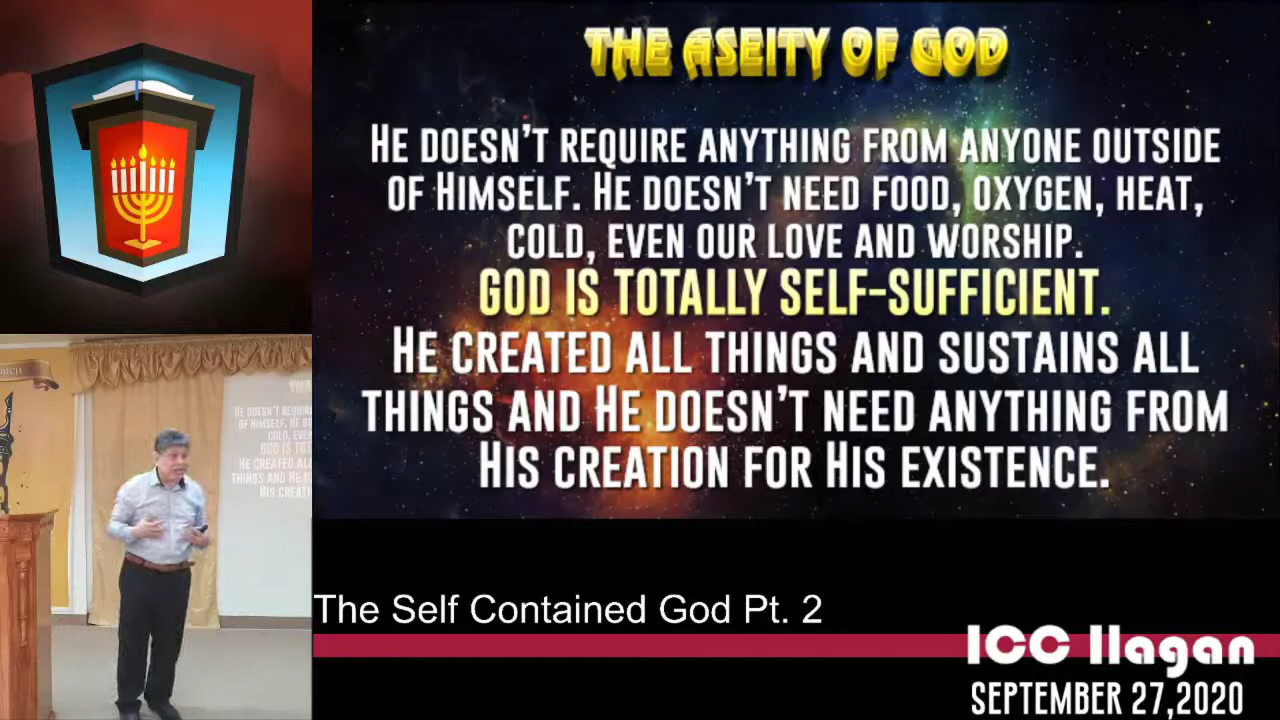 THE ASEITY OF GOD
HE DOESN'T REQUIRE ANYTHING FROM ANYONE OUTSIDE
OF HIMSELF. HE DOESN'T NEED FOOD, OXYGEN, HEAT,
COLD, EVEN OUR LOVE AND WORSHIP.
GOD IS TOTALLY SELF-SUFFICIENT.
HE CREATED ALL THINGS AND SUSTAINS ALL
THINGS AND HE DOESN'T NEED ANYTHING FROM
HIS CREATION FOR HIS EXISTENCE.
The Self Contained God Pt. 2
ICC Ilagan
SEPTEMBER 27,2020